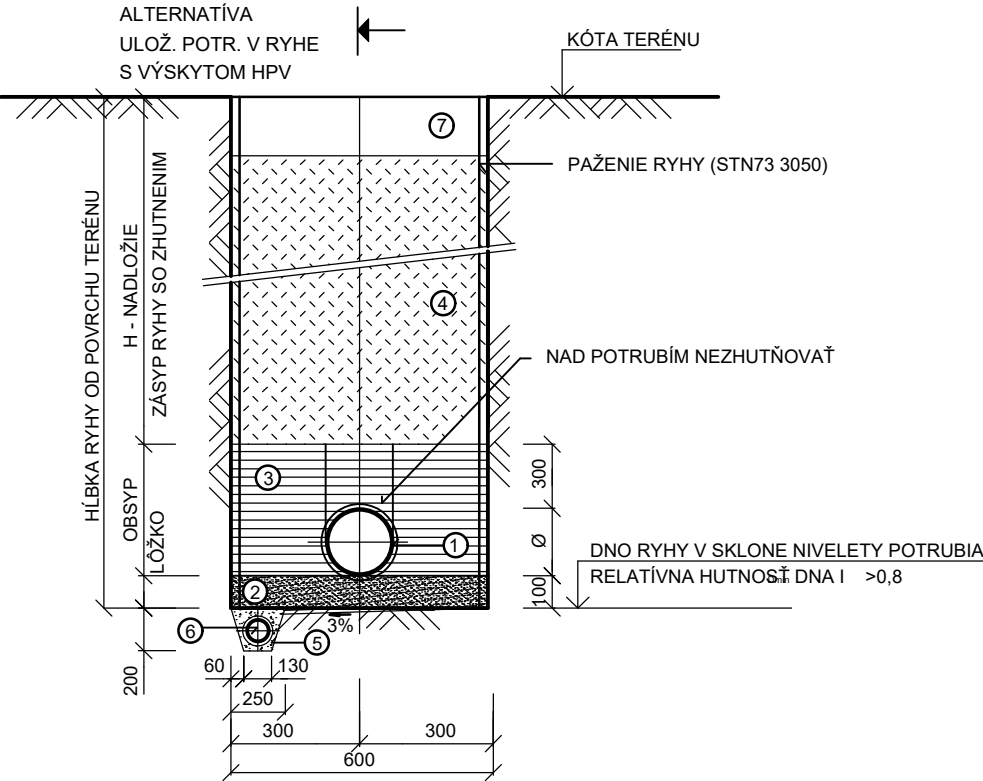 ALTERNATÍVA
ULOŽ. POTR. V RYHE
S VÝSKYTOM HPV
KÓTA TERÉNU
7
PAŽENIE RYHY (STN73 3050)
HĹBKA RYHY OD POVRCHU TERÉNU
H - NADLOŽIE
ZÁSYP RYHY SO ZHUTNENIM
4
NAD POTRUBÍM NEZHUTŇOVAŤ
OBSYP
LÔŽKO
3
300
1
Ø
DNO RYHY V SKLONE NIVELETY POTRUBIA
RELATÍVNA HUTNOSŤ DNA I >0,8
2
100
6
3%
5
200
60
130
250
300
300
600